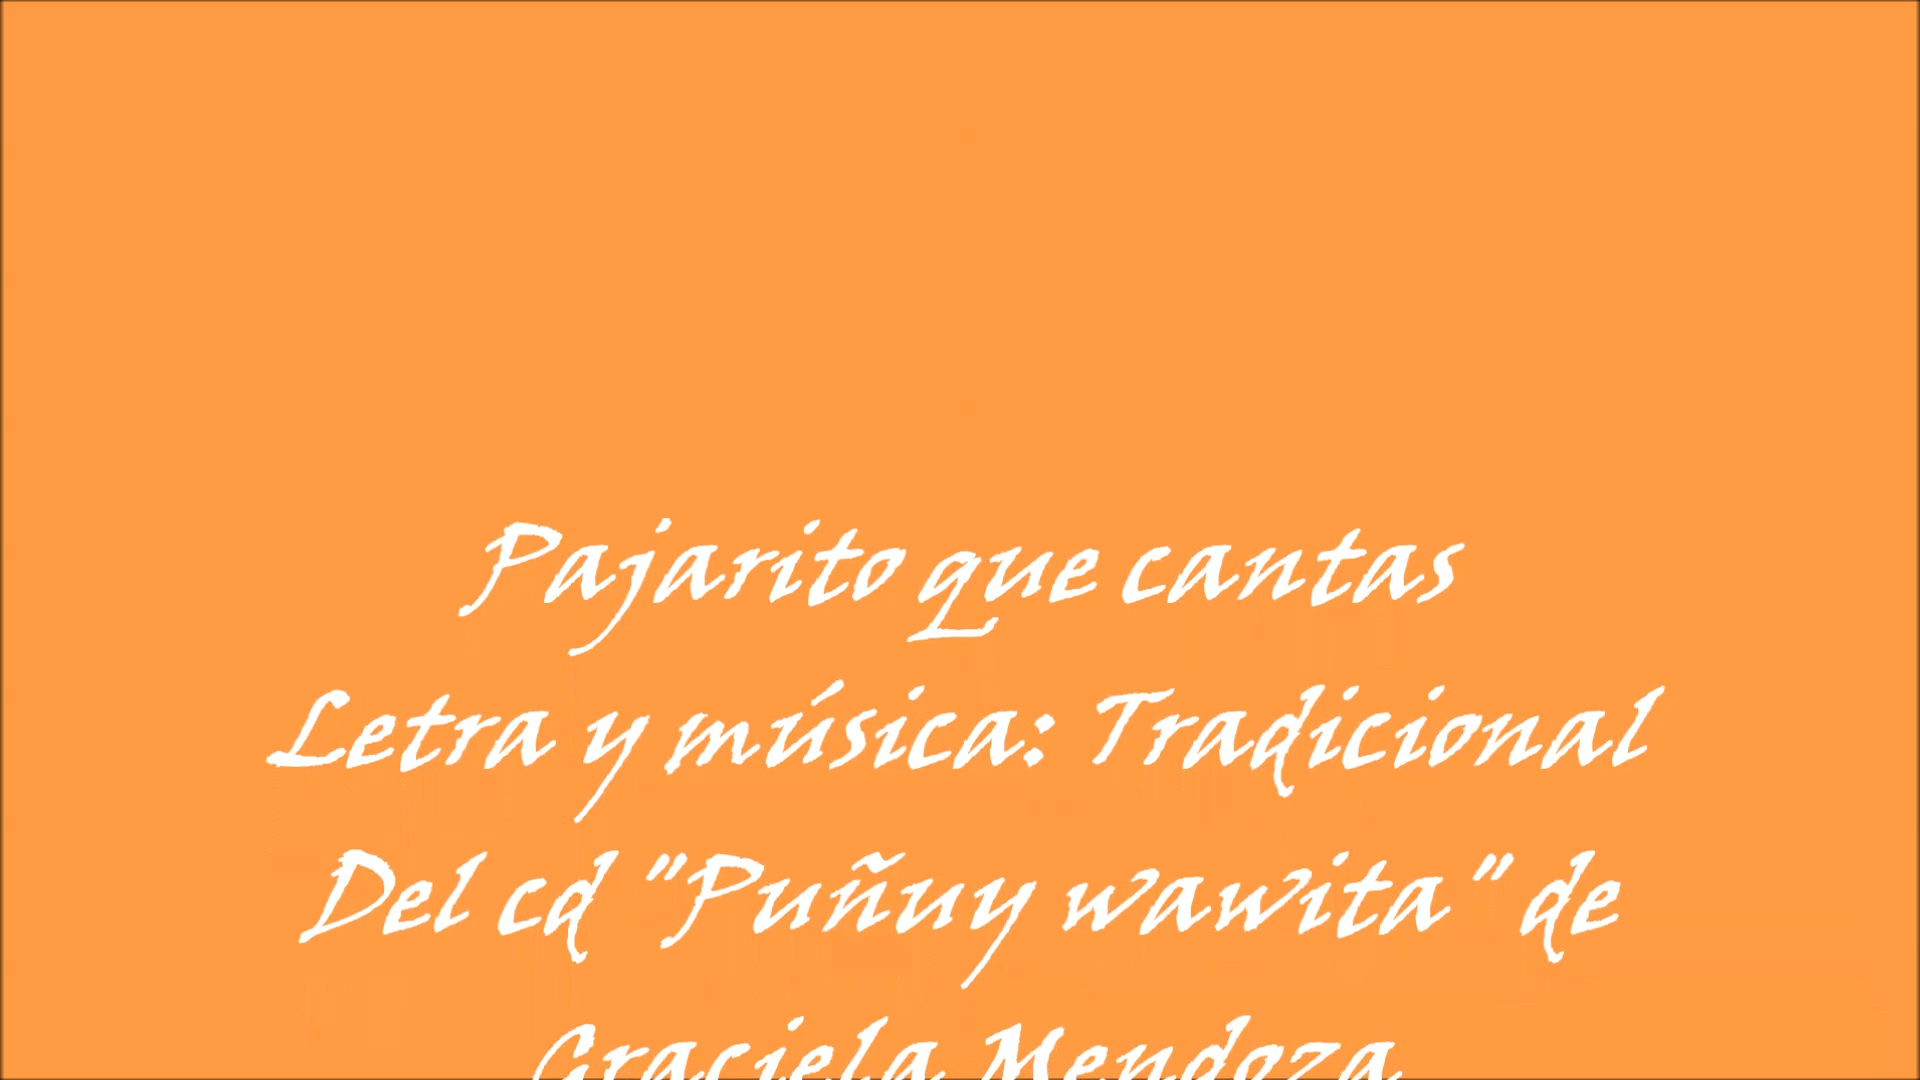 Pajarito que cantas
Letra y música: Tradicional
Del cd "Puñuy wawita" de
Graciela Mendoza